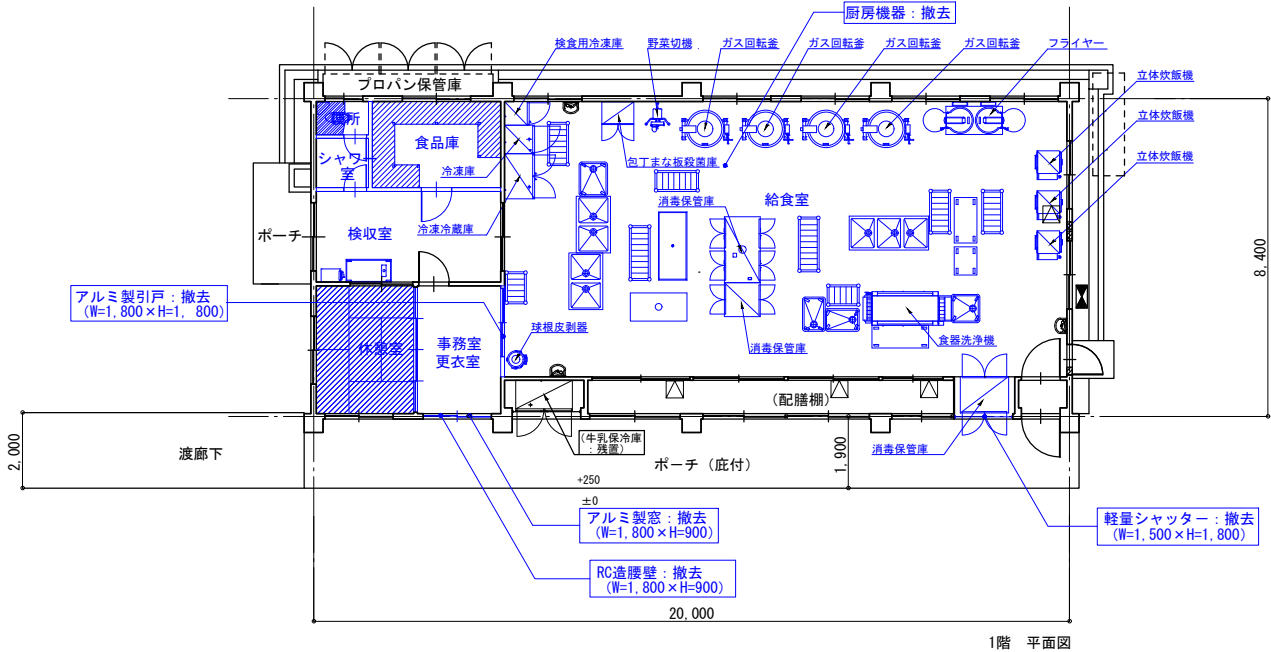 厨房機器：撤去
検食用冷凍庫
野菜切機
ガス回転釜
ガス回転釜
ガス回転釜
ガス回転釜
フライヤー
立体炊飯機
立体炊飯機
立体炊飯機
プロパン保管庫
便所
シャワー
室
食品庫
冷凍庫
包丁まな板殺菌庫
消毒保管庫
給食室
ポーチ
検収室
冷凍冷蔵庫
8,400
アルミ製引戸：撤去
(W=1,800×H=1, 800)
休憩室
事務室
更衣室
球根皮剥器
消毒保管庫
食器洗浄機
(配膳棚)
(牛乳保冷庫
：残置)
消毒保管庫
2,000
渡廊下
ポーチ（庇付）
1,900
+250
±0
アルミ製窓：撤去
(W=1,800×H=900)
軽量シャッター：撤去
(W=1,500×H=1,800)
RC造腰壁：撤去
(W=1,800×H=900)
20,000
1階　平面図